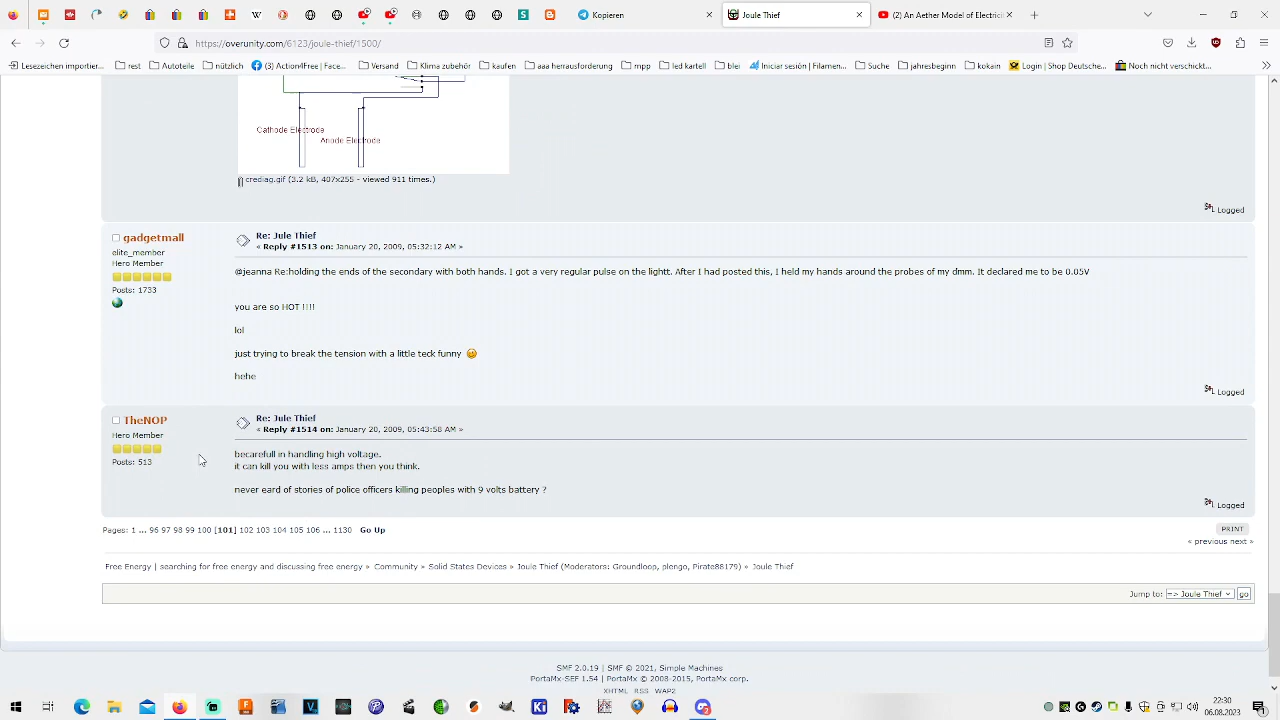 Kopieren
Joule Thief
(2) An Aether Model of Electricit
https://overunity.com/6123/joule-thief/1500/
Lesezeichen importier...
rest
Autoteile
nützlich
(3) Action4Free | Face...
Versand
Klima zubehör
kaufen
aaa herrausforderung
mpp
led kartell
blei
Iniciar sesión | Filamen...
Suche
jahresbeginn
kokain
Login | Shop Deutsche...
Noch nicht verschickt...
Cathode Electrode
Anode Electrode
crediag.gif (3.2 kB, 407x255 - viewed 911 times.)
Logged
gadgetmall
elite_member
Hero Member
Posts: 1733
Re: Jule Thief
« Reply #1513 on: January 20, 2009, 05:32:12 AM »
@jeanna Re:holding the ends of the secondary with both hands. I got a very regular pulse on the lightt. After I had posted this, I held my hands around the probes of my dmm. It declared me to be 0.05V
you are so HOT !!!!
lol
just trying to break the tension with a little teck funny
hehe
Logged
TheNOP
Hero Member
Posts: 513
Re: Jule Thief
« Reply #1514 on: January 20, 2009, 05:43:58 AM »
becarefull in handling high voltage.
it can kill you with less amps then you think.
never eard of stories of police officers killing peoples with 9 volts battery ?
Logged
Pages: 1 ... 96 97 98 99 100 [101] 102 103 104 105 106 ... 1130 Go Up
PRINT
« previous next »
Free Energy | searching for free energy and discussing free energy » Community » Solid States Devices » Joule Thief (Moderators: Groundloop, plengo, Pirate88179) » Joule Thief
Jump to: => Joule Thief go
SMF 2.0.19 | SMF © 2021, Simple Machines
PortaMx-SEF 1.54 | PortaMx © 2008-2015, PortaMx corp.
XHTML RSS WAP2
22:30
06.08.2023